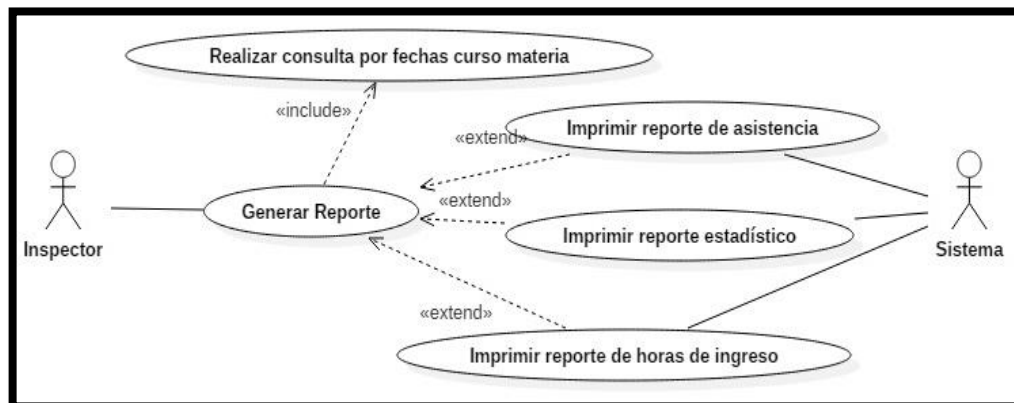 Realizar consulta por fechas curso materia
«include»
Imprimir reporte de asistencia
«extend»
Generar Reporte
«extend»
Imprimir reporte estadístico
Inspector
Sistema
«extend»
Imprimir reporte de horas de ingreso